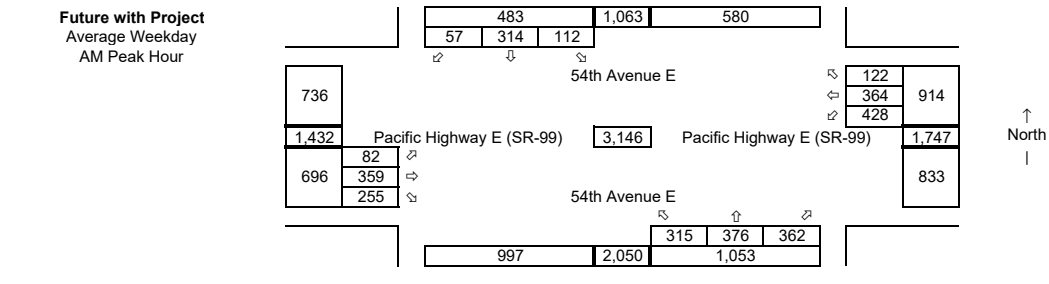 Future with Project 483 1,063 580
Average Weekday 57 314 112
AM Peak Hour ⬃ ⇩ ⬂
54th Avenue E ⬁ 122
736 ⇦ 364 914
⬃ 428 ↑
1,432 Pacific Highway E (SR-99) 3,146 Pacific Highway E (SR-99) 1,747 North
82 ⬀ |
696 359 ⇨ 833
255 ⬂ 54th Avenue E
⬁ ⇧ ⬀
315 376 362
997 2,050 1,053